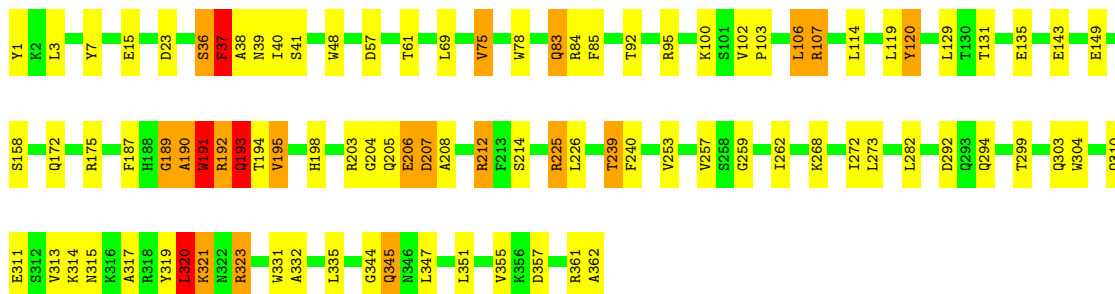 Y1 K2 L3 Y7 E15 D23 S36 F37 A38 N39 I40 S41 W48 D57 T61 L69 V75 W78 Q83 R84 F85 T92 R95 K100 S101 V102 P103 L106 R107 L114 L119 Y120 L129 T130 T131 E135 E143 E149
S158 Q172 R175 F187 H188 G189 A190 W191 R192 Q193 T194 V195 H198 R203 G204 Q205 E206 D207 A208 R212 F213 S214 R225 L226 T239 F240 V253 V257 S258 G259 I262 K268 I272 L273 L282 D292 Q293 Q294 T299 Q303 W304
E311 S312 V313 K314 N315 K316 A317 R318 Y319 L320 K321 N322 R323 W331 A332 L335 G344 Q345 N346 L347 L351 V355 K356 D357 R361 A362